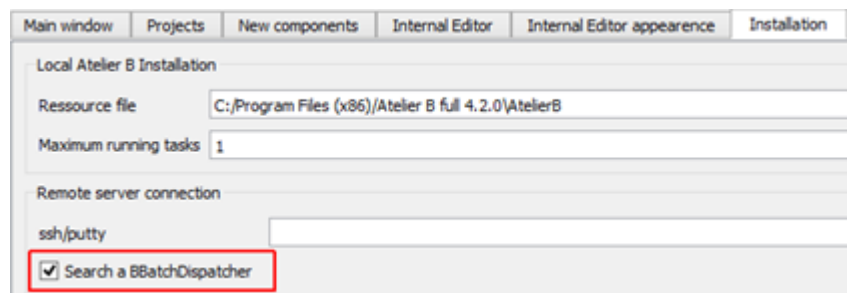 Main window Projects New components Internal Editor Internal Editor appearence Installation
Local Atelier B Installation
Ressource file C:/Program Files (x86)/Atelier B full 4.2.0\AtelierB
Maximum running tasks 1
Remote server connection
ssh/putty
Search a BBatchDispatcher